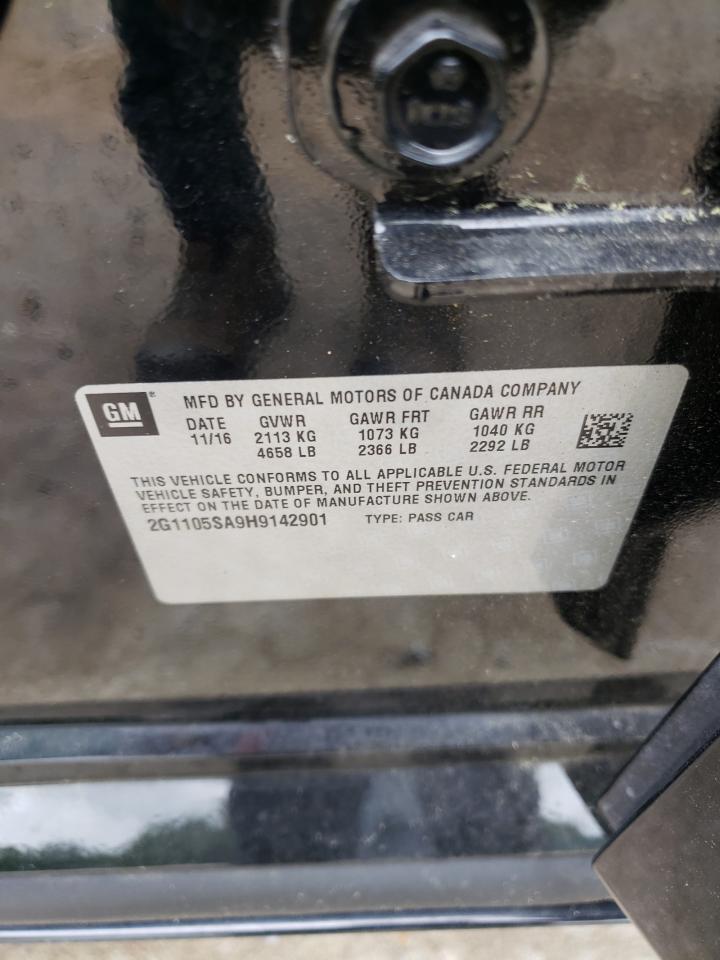 GM
MFD BY GENERAL MOTORS OF CANADA COMPANY
DATE GVWR GAWR FRT GAWR RR
11/16 2113 KG 1073 KG 1040 KG
4658 LB 2366 LB 2292 LB
THIS VEHICLE CONFORMS TO ALL APPLICABLE U.S. FEDERAL MOTOR
VEHICLE SAFETY, BUMPER, AND THEFT PREVENTION STANDARDS IN
EFFECT ON THE DATE OF MANUFACTURE SHOWN ABOVE.
2G1105SA9H9142901 TYPE: PASS CAR